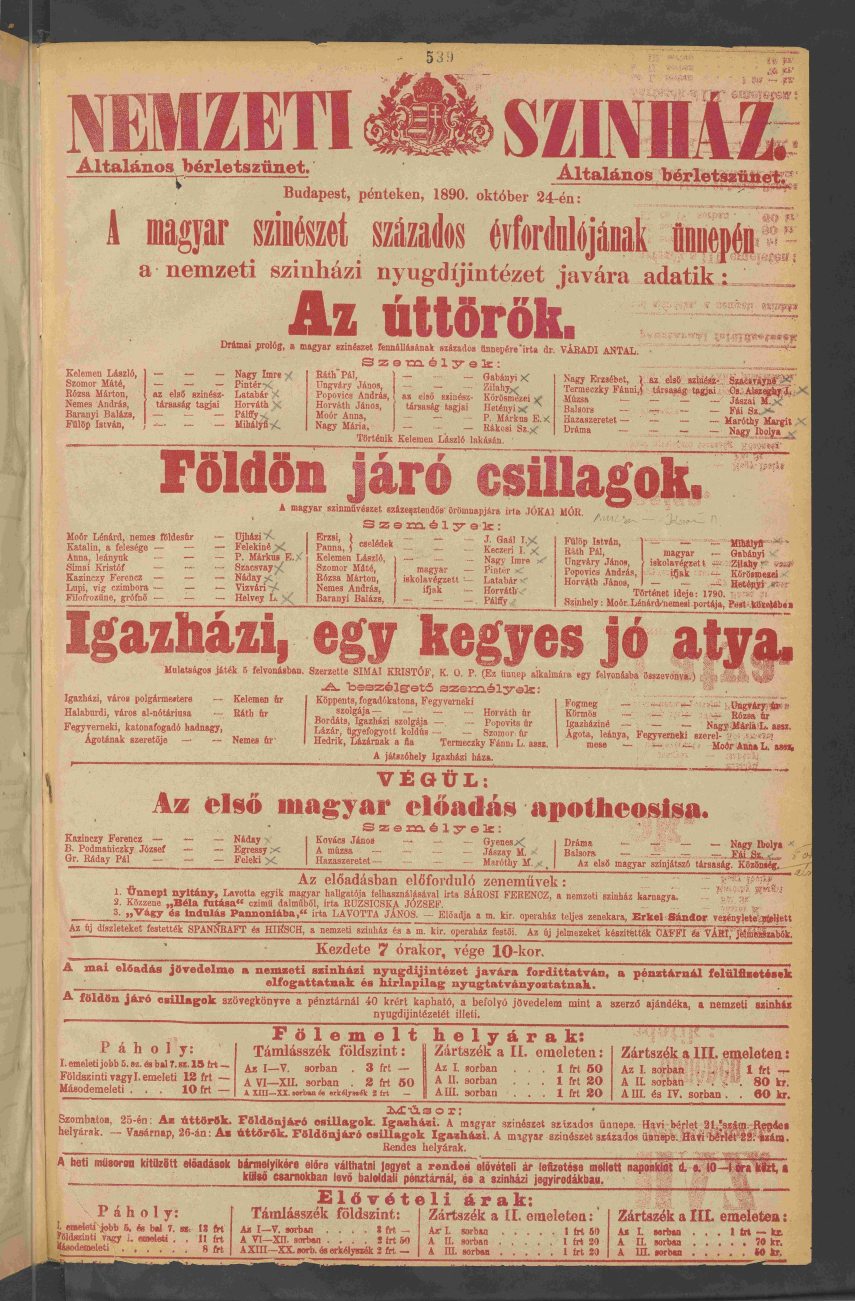 539
NEMZETI SZINHÁZ.
Általános bérletszünet. Általános bérletszünet.
Budapest, pénteken, 1890. október 24-én:
A magyar szinészet százados évfordulójának ünnepén
a nemzeti szinházi nyugdíjintézet javára adatik:
Az úttörők.
Drámai prológ, a magyar szinészet fennállásának százados ünnepére irta dr. VÁRADI ANTAL.
Személyek:
Kelemen László, — — — Nagy Imre
Szomor Máté, — — — Pintér
Rózsa Márton, az első szinész- Latabár
Nemes András, társaság tagjai Horváth
Baranyi Balázs, — — — Pálffy
Fülöp István, — — — Mihályfi
Ráth Pál, — — — Gabányi
Ungváry János, — — — Zilahy
Popovics András, az első szinész- Körösmezei
Horváth János, társaság tagjai Hetényi
Moór Anna, — — — P. Márkus E.
Nagy Mária, — — — Rákosi Sz.
Nagy Erzsébet, az első szinész- Szacsvayné
Termeczky Fánni, társaság tagjai Cs. Alszeghy I.
Múzsa — — — Jászai M.
Balsors — — — Fái Sz.
Hazaszeretet — — — Maróthy Margit
Dráma — — — Nagy Ibolya
Történik Kelemen László lakásán.
Földön járó csillagok.
A magyar szinművészet százesztendős örömnapjára irta JÓKAI MÓR.
Személyek:
Moór Lénárd, nemes földesúr — Ujházi
Katalin, a felesége — — Felekiné
Anna, leányuk — — P. Márkus E.
Simai Kristóf — — Szacsvay
Kazinczy Ferencz — — Náday
Lupi, víg czimbora — — Vizvári
Filofrozine, grófnő — — Helvey L.
Erzsi, cselédek — — J. Gaál I.
Panna, — — Keczeri I.
Kelemen László, — — Nagy Imre
Szomor Máté, magyar — Pintér
Rózsa Márton, iskolavégzett — Latabár
Nemes András, ifjak — Horváth
Baranyi Balázs, — — Pálffy
Fülöp István, — — Mihályfi
Ráth Pál, magyar — Gabányi
Ungváry János, iskolavégzett — Zilahy
Popovics András, ifjak — Körösmezei
Horváth János, — — Hetényi
Történet ideje: 1790.
Szinhely: Moór Lénárd nemesi portája, Pest közelében
Igazházi, egy kegyes jó atya.
Mulatságos játék 5 felvonásban. Szerzette SIMAI KRISTÓF, K. O. P. (Ez ünnep alkalmára egy felvonásba összevonva.)
A beszélgető személyek:
Igazházi, város polgármestere — Kelemen úr
Halaburdi, város al-nótáriusa — Ráth úr
Fegyverneki, katonafogadó hadnagy,
Ágotának szeretője — — Nemes úr
Köppents, fogadókatona, Fegyverneki
szolgája — — — Horváth úr
Bordáts, Igazházi szolgája — Popovits úr
Lázár, ügyefogyott koldús — Szomor úr
Hedrik, Lázárnak a fia Termeczky Fánni L. assz.
Fogmeg — — — Ungváry úr
Körmös — — — Rózsa úr
Igazháziné — — Nagy Mária L. assz.
Ágota, leánya, Fegyverneki szerel-
mese — — — Moór Anna L. assz.
A játszóhely Igazházi háza.
VÉGÜL:
Az első magyar előadás apotheosisa.
Személyek:
Kazinczy Ferencz — — — Náday
B. Podmaniczky József — — Egressy
Gr. Ráday Pál — — — Feleki
Kovács János — — — Gyenes
A múzsa — — — Jászay M.
Hazaszeretet — — — Maróthy M.
Dráma — — — Nagy Ibolya
Balsors — — — Fái Sz.
Az első magyar szinjátszó társaság. Közönség.
Az előadásban előforduló zeneművek:
1. Ünnepi nyitány, Lavotta egyik magyar hallgatója felhasználásával irta SÁROSI FERENCZ, a nemzeti szinház karnagya.
2. Közzene „Béla futása“ czimű dalműből, irta RUZSICSKA JÓZSEF.
3. „Vágy és indulás Pannoniába,“ irta LAVOTTA JÁNOS. — Előadja a m. kir. operaház teljes zenekara, Erkel Sándor vezénylete mellett
Az új díszleteket festették SPANNRAFT és HIRSCH, a nemzeti szinház és a m. kir. operaház festői. Az új jelmezeket készitették CAFFI és VÁRI, jelmezszabók.
Kezdete 7 órakor, vége 10-kor.
A mai előadás jövedelme a nemzeti szinházi nyugdijintézet javára fordittatván, a pénztárnál felülfizetések
elfogattatnak és hirlapilag nyugtatványoztatnak.
A földön járó csillagok szövegkönyve a pénztárnál 40 krért kapható, a befolyó jövedelem mint a szerző ajándéka, a nemzeti szinház
nyugdijintézetét illeti.
Fölemelt helyárak:
Páholy:
I. emeleti jobb 5. sz. és bal 7. sz. 15 frt —
Földszinti vagy I. emeleti 12 frt —
Másodemeleti . . . 10 frt —
Támlásszék földszint:
Az I—V. sorban . 3 frt —
A VI—XII. sorban . 2 frt 50
A XIII—XX. sorban és erkélyszék 2 frt —
Zártszék a II. emeleten:
Az I. sorban . . . 1 frt 50
A II. sorban . . . 1 frt 20
A III. sorban . . . 1 frt 20
Zártszék a III. emeleten:
Az I. sorban . . . 1 frt —
A II. sorban . . . 80 kr.
A III. és IV. sorban . . 60 kr.
Műsor:
Szombaton, 25-én: Az úttörők. Földönjáró csillagok. Igazházi. A magyar szinészet százados ünnepe. Havi bérlet 21. szám. Rendes
helyárak. — Vasárnap, 26-án: Az úttörők. Földönjáró csillagok Igazházi. A magyar szinészet százados ünnepe. Havi bérlet 22. szám.
Rendes helyárak.
A heti műsoron kitűzött előadások bármelyikére előre válthatni jegyet a rendes elővételi ár lefizetése mellett naponkint d. e. 10—1 óra közt, a
külső csarnokban levő baloldali pénztárnál, és a szinházi jegyirodákban.
Elővételi árak:
Páholy:
I. emeleti jobb 5. és bal 7. sz. 12 frt
Földszinti vagy I. emeleti . . 11 frt
Másodemeleti . . . 8 frt
Támlásszék földszint:
Az I—V. sorban . . . 3 frt —
A VI—XII. sorban . . . 2 frt 50
A XIII—XX. sorb. és erkélyszék 2 frt —
Zártszék a II. emeleten:
Az I. sorban . . . 1 frt 50
A II. sorban . . . 1 frt 20
A III. sorban . . . 1 frt 20
Zártszék a III. emeleten:
Az I. sorban . . . 1 frt — kr.
A II. sorban . . . 70 kr.
A III. sorban . . . 50 kr.